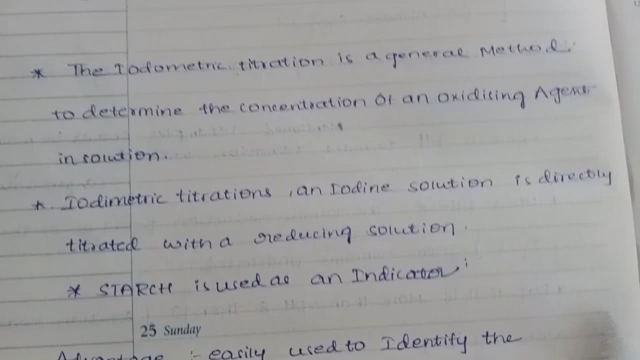 * The Iodometric titration is a general Method.
to determine the concentration of an oxidising Agent
in solution.
* Iodimetric titrations, an Iodine solution is directly
titrated with a reducing solution.
* STARCH is used as an Indicator:
25 Sunday
Advantage :- easily used to Identify the